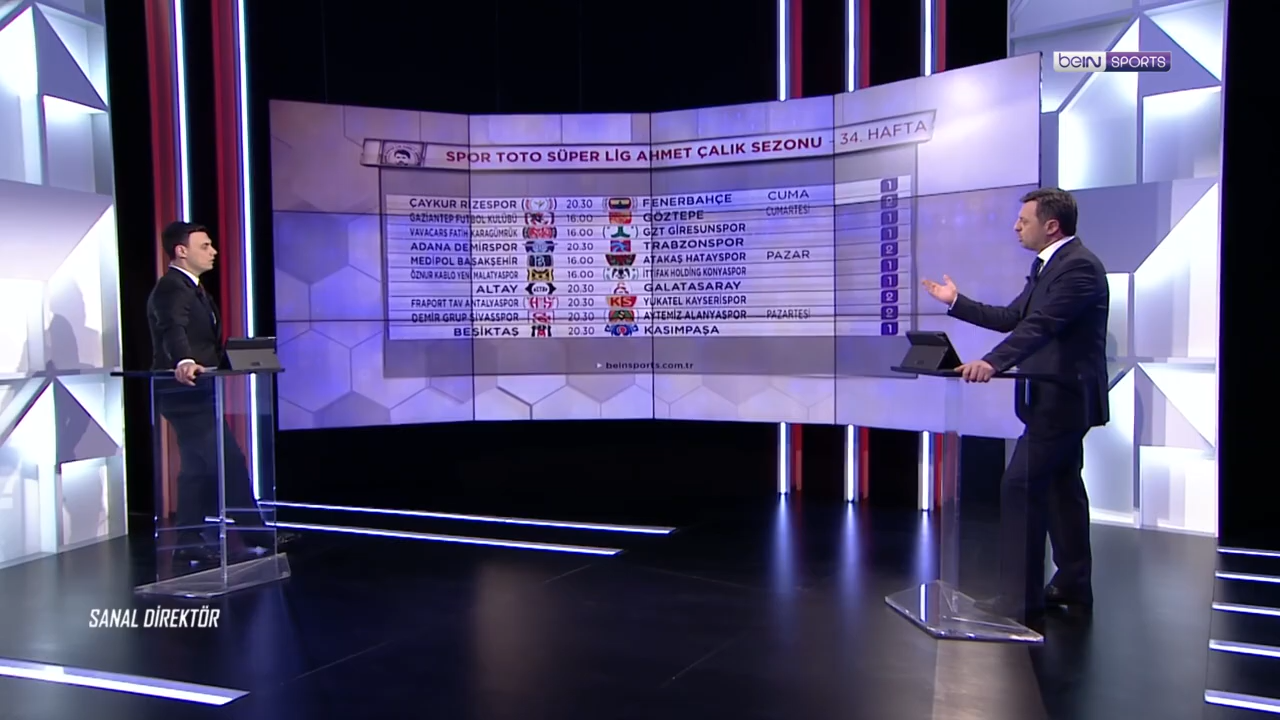 beIN SPORTS
SPOR TOTO SÜPER LİG AHMET ÇALIK SEZONU - 34. HAFTA
ÇAYKUR RİZESPOR 20.30 FENERBAHÇE CUMA 1
GAZİANTEP FUTBOL KULÜBÜ 16.00 GÖZTEPE CUMARTESİ 2
VAVACARS FATİH KARAGÜMRÜK 16.00 GZT GİRESUNSPOR 1
ADANA DEMİRSPOR 20.30 TRABZONSPOR 1
MEDİPOL BAŞAKŞEHİR 16.00 ATAKAŞ HATAYSPOR PAZAR 2
ÖZNUR KABLO YENİ MALATYASPOR 16.00 İTTİFAK HOLDİNG KONYASPOR 1
ALTAY 20.30 GALATASARAY 1
FRAPORT TAV ANTALYASPOR 20.30 YUKATEL KAYSERİSPOR 2
DEMİR GRUP SİVASSPOR 20.30 AYTEMİZ ALANYASPOR PAZARTESİ 2
BEŞİKTAŞ 20.30 KASIMPAŞA 1
beinsports.com.tr
SANAL DİREKTÖR